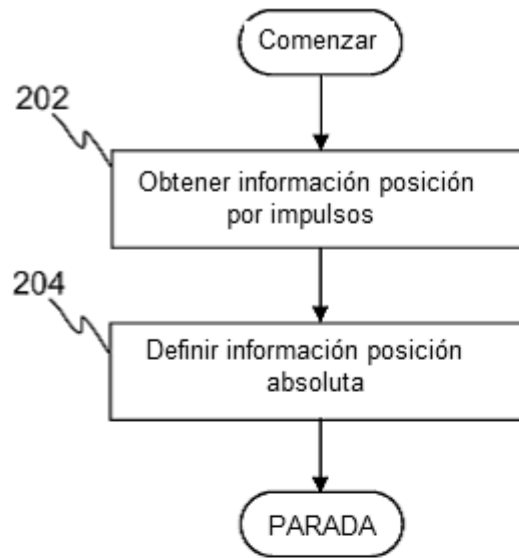 Comenzar
202
Obtener información posición
por impulsos
204
Definir información posición
absoluta
PARADA